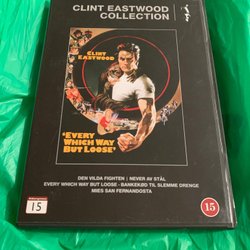 CLINT EASTWOOD
COLLECTION
CLINT
EASTWOOD
"EVERY
WHICH WAY
BUT LOOSE"
DEN VILDA FIGHTEN | NEVER AV STÅL
EVERY WHICH WAY BUT LOOSE - BANKEKØD TIL SLEMME DRENGE
MIES SAN FERNANDOSTA
15
15